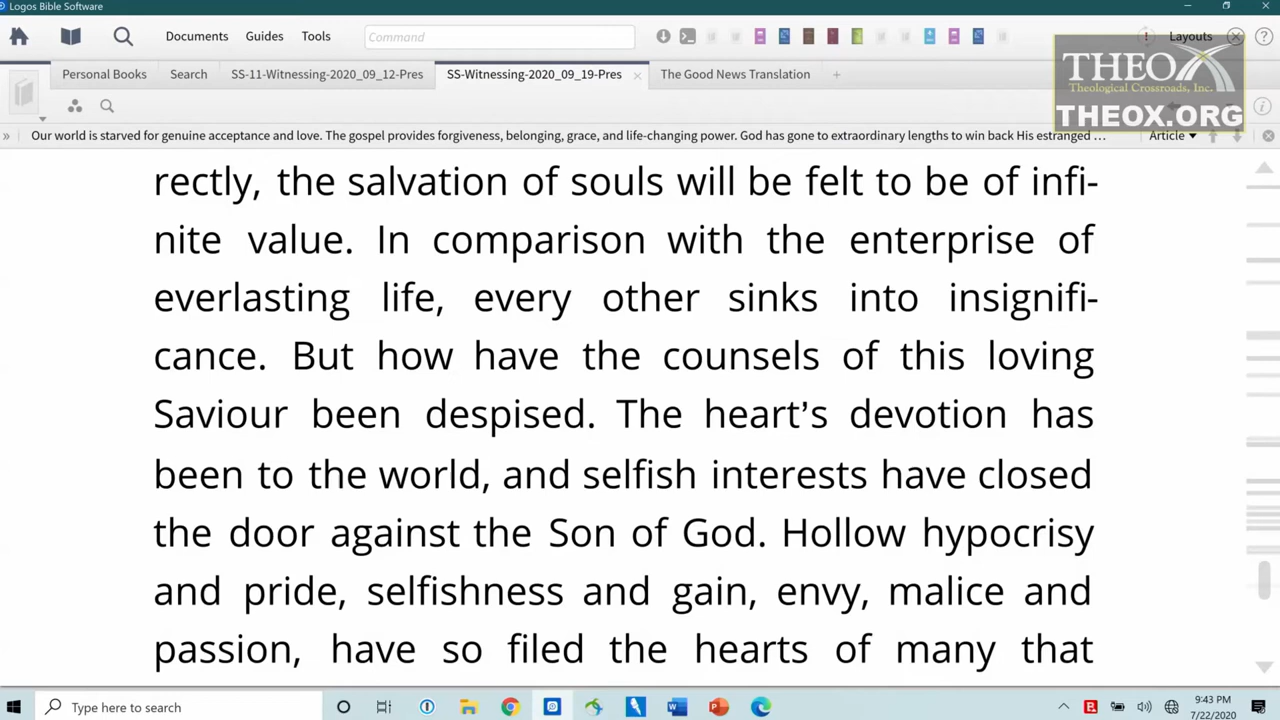 Logos Bible Software
Documents Guides Tools Command Layouts
Personal Books Search SS-11-Witnessing-2020_09_12-Pres SS-Witnessing-2020_09_19-Pres The Good News Translation
THEOX
Theological Crossroads, Inc.
THEOX.ORG
Our world is starved for genuine acceptance and love. The gospel provides forgiveness, belonging, grace, and life-changing power. God has gone to extraordinary lengths to win back His estranged ... Article
rectly, the salvation of souls will be felt to be of infi-
nite value. In comparison with the enterprise of
everlasting life, every other sinks into insignifi-
cance. But how have the counsels of this loving
Saviour been despised. The heart’s devotion has
been to the world, and selfish interests have closed
the door against the Son of God. Hollow hypocrisy
and pride, selfishness and gain, envy, malice and
passion, have so filed the hearts of many that
Type here to search
9:43 PM
7/22/2020